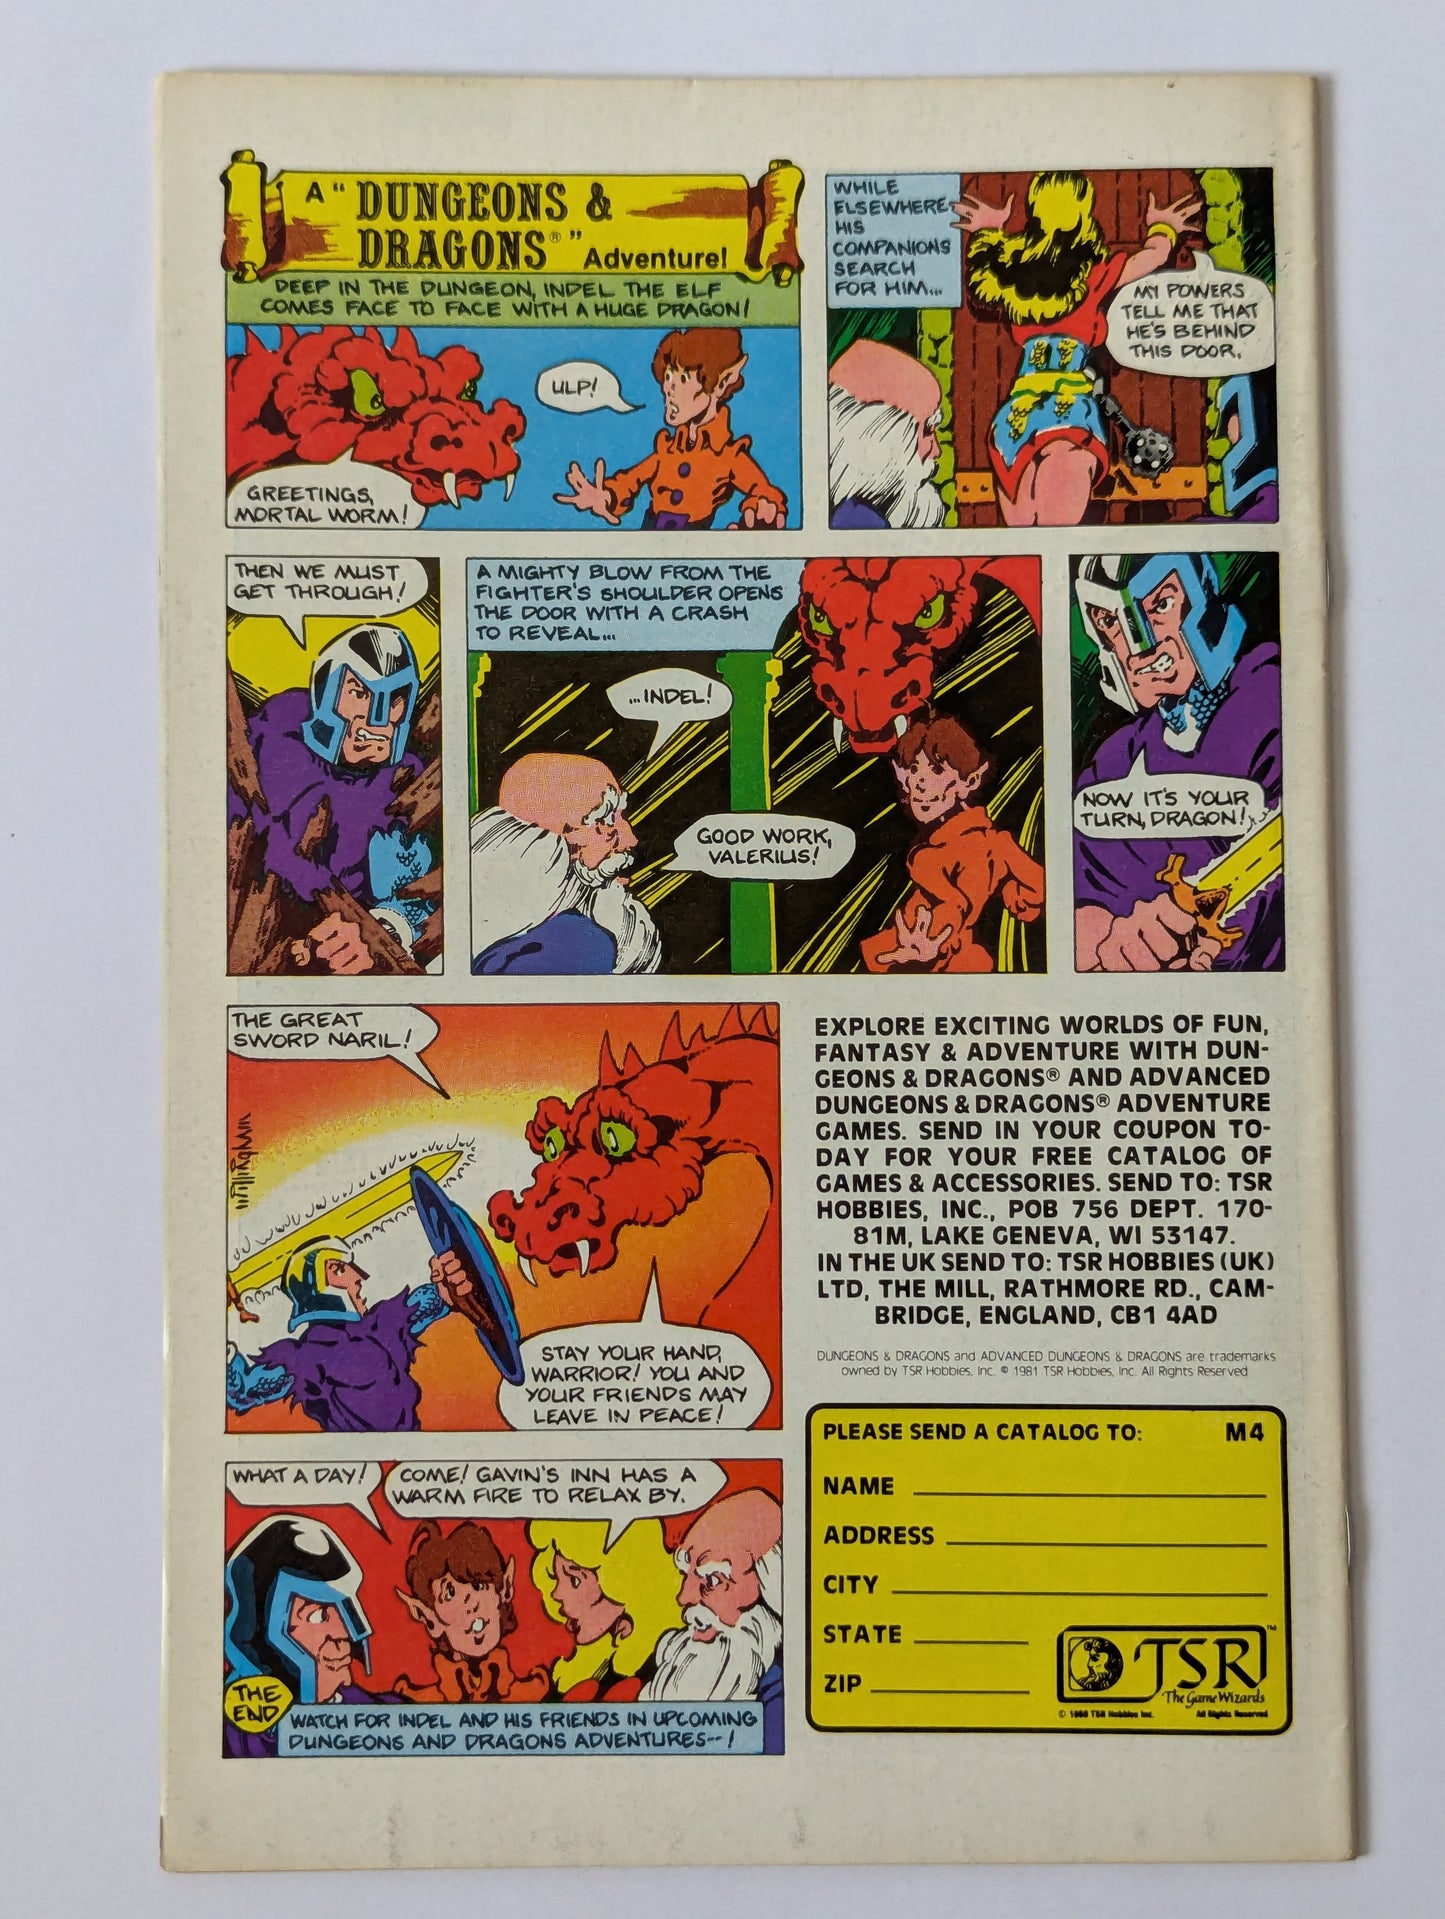 A "DUNGEONS &
DRAGONS®" Adventure!
DEEP IN THE DUNGEON, INDEL THE ELF
COMES FACE TO FACE WITH A HUGE DRAGON!
ULP!
GREETINGS,
MORTAL WORM!
WHILE
ELSEWHERE
HIS
COMPANIONS
SEARCH
FOR HIM...
MY POWERS
TELL ME THAT
HE'S BEHIND
THIS DOOR.
THEN WE MUST
GET THROUGH!
A MIGHTY BLOW FROM THE
FIGHTER'S SHOULDER OPENS
THE DOOR WITH A CRASH
TO REVEAL...
...INDEL!
GOOD WORK,
VALERIUS!
NOW IT'S YOUR
TURN, DRAGON!
THE GREAT
SWORD NARIL!
Willingham
STAY YOUR HAND,
WARRIOR! YOU AND
YOUR FRIENDS MAY
LEAVE IN PEACE!
WHAT A DAY!
COME! GAVIN'S INN HAS A
WARM FIRE TO RELAX BY.
THE
END
WATCH FOR INDEL AND HIS FRIENDS IN UPCOMING
DUNGEONS AND DRAGONS ADVENTURES--!
EXPLORE EXCITING WORLDS OF FUN,
FANTASY & ADVENTURE WITH DUN-
GEONS & DRAGONS® AND ADVANCED
DUNGEONS & DRAGONS® ADVENTURE
GAMES. SEND IN YOUR COUPON TO-
DAY FOR YOUR FREE CATALOG OF
GAMES & ACCESSORIES. SEND TO: TSR
HOBBIES, INC., POB 756 DEPT. 170-
81M, LAKE GENEVA, WI 53147.
IN THE UK SEND TO: TSR HOBBIES (UK)
LTD, THE MILL, RATHMORE RD., CAM-
BRIDGE, ENGLAND, CB1 4AD
DUNGEONS & DRAGONS and ADVANCED DUNGEONS & DRAGONS are trademarks
owned by TSR Hobbies, Inc. © 1981 TSR Hobbies, Inc. All Rights Reserved
PLEASE SEND A CATALOG TO: M4
NAME
ADDRESS
CITY
STATE
ZIP
TSR™
The Game Wizards
© 1980 TSR Hobbies Inc. All Rights Reserved